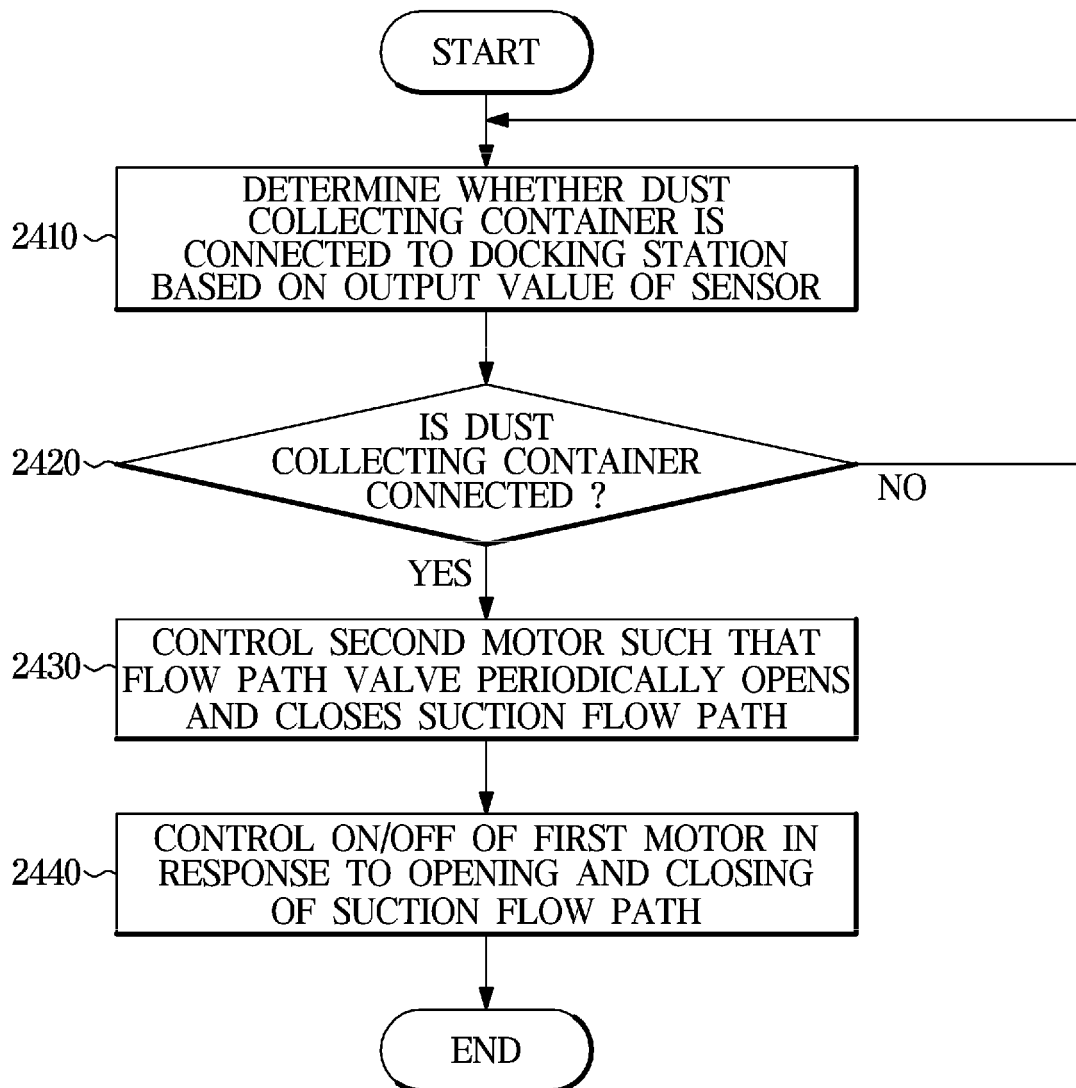 START
2410
DETERMINE WHETHER DUST
COLLECTING CONTAINER IS
CONNECTED TO DOCKING STATION
BASED ON OUTPUT VALUE OF SENSOR
2420
IS DUST
COLLECTING CONTAINER
CONNECTED ?
NO
YES
2430
CONTROL SECOND MOTOR SUCH THAT
FLOW PATH VALVE PERIODICALLY OPENS
AND CLOSES SUCTION FLOW PATH
2440
CONTROL ON/OFF OF FIRST MOTOR IN
RESPONSE TO OPENING AND CLOSING
OF SUCTION FLOW PATH
END